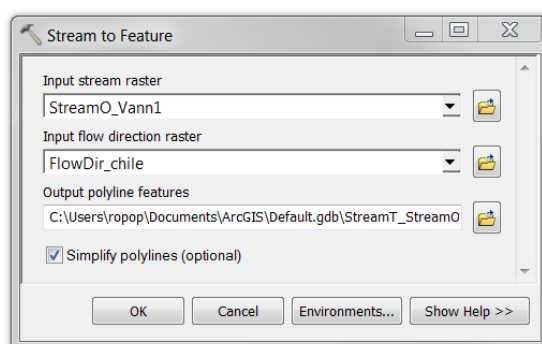 Stream to Feature
Input stream raster
StreamO_Vann1
Input flow direction raster
FlowDir_chile
Output polyline features
C:\Users\ropop\Documents\ArcGIS\Default.gdb\StreamT_StreamO
Simplify polylines (optional)
OK Cancel Environments... Show Help >>